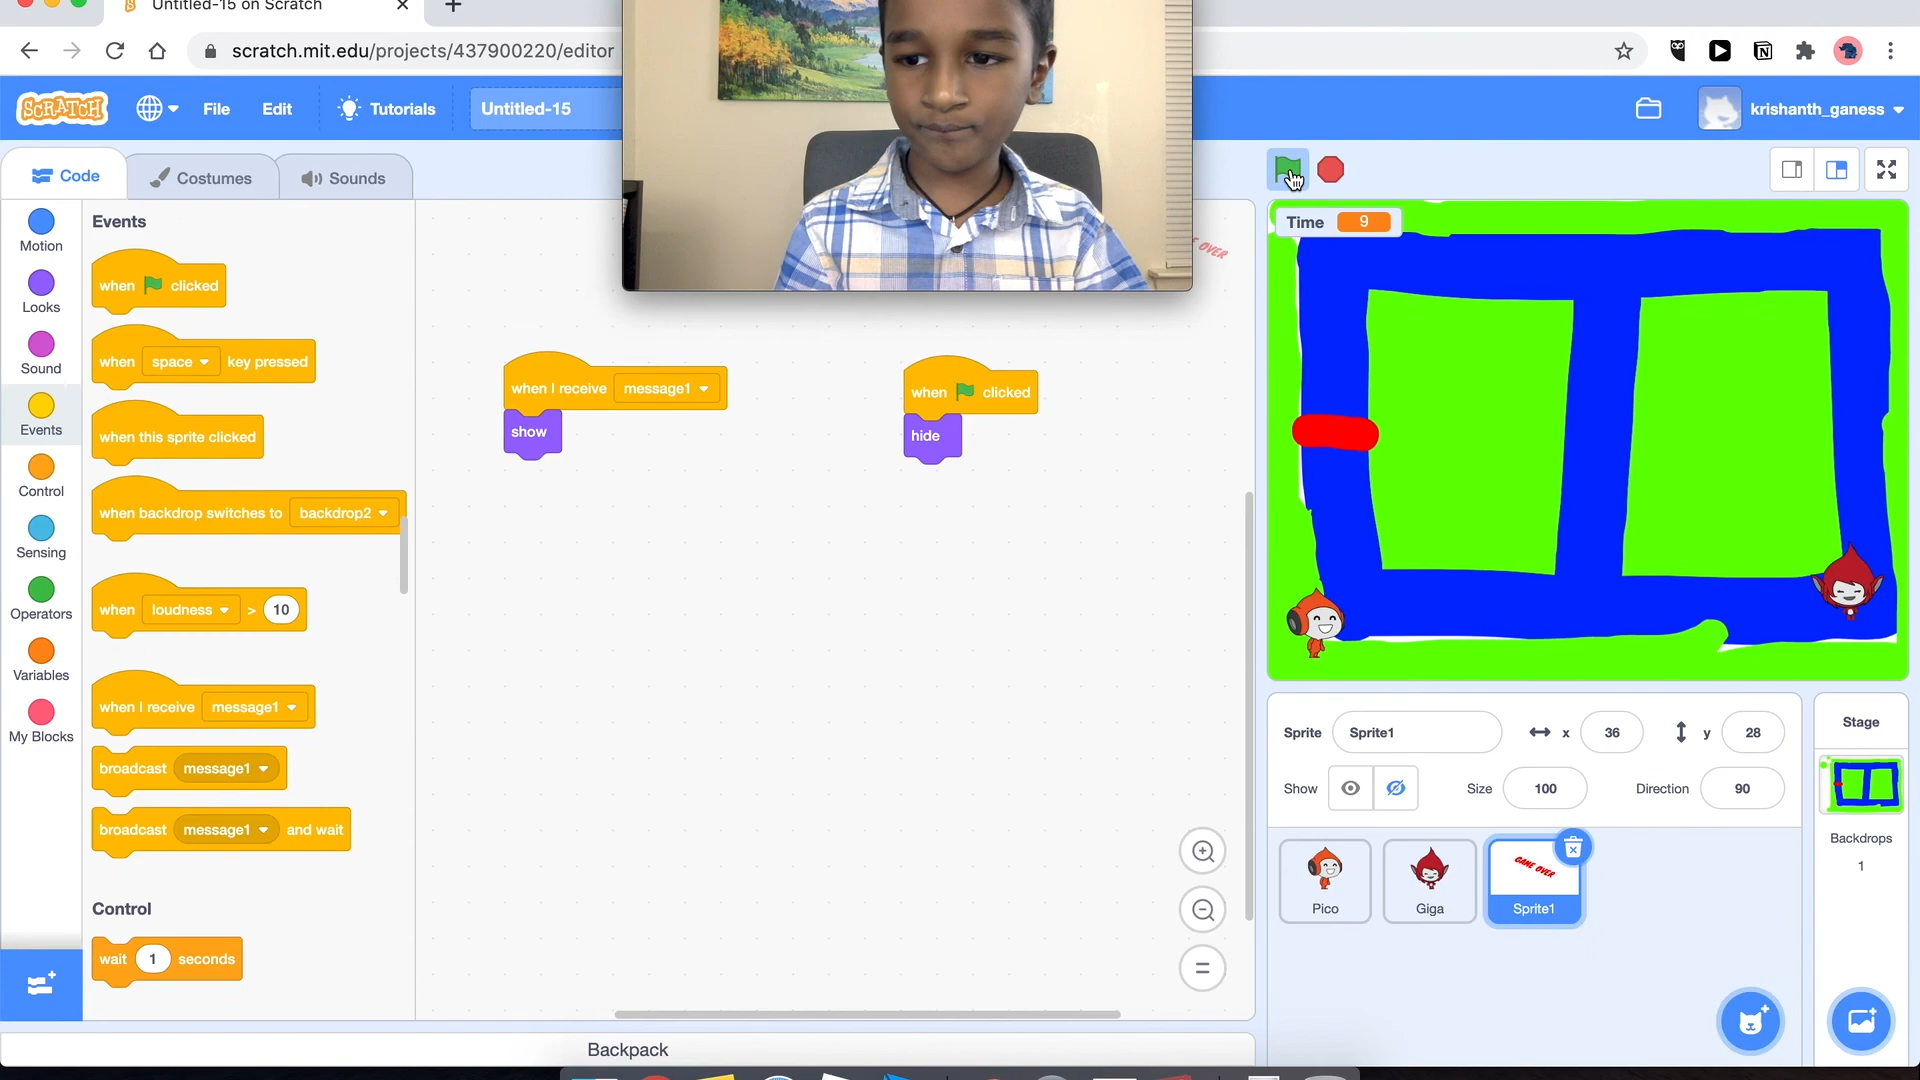 Untitled-15 on Scratch
scratch.mit.edu/projects/437900220/editor
SCRATCH
File
Edit
Tutorials
Untitled-15
krishanth_ganess
Code
Costumes
Sounds
Motion
Looks
Sound
Events
Control
Sensing
Operators
Variables
My Blocks
Events
when clicked
when space key pressed
when this sprite clicked
when backdrop switches to backdrop2
when loudness > 10
when I receive message1
broadcast message1
broadcast message1 and wait
Control
wait 1 seconds
when I receive message1
show
when clicked
hide
OVER
Time 9
Sprite Sprite1 x 36 y 28
Show Size 100 Direction 90
Pico
Giga
GAME OVER
Sprite1
Stage
Backdrops
1
Backpack